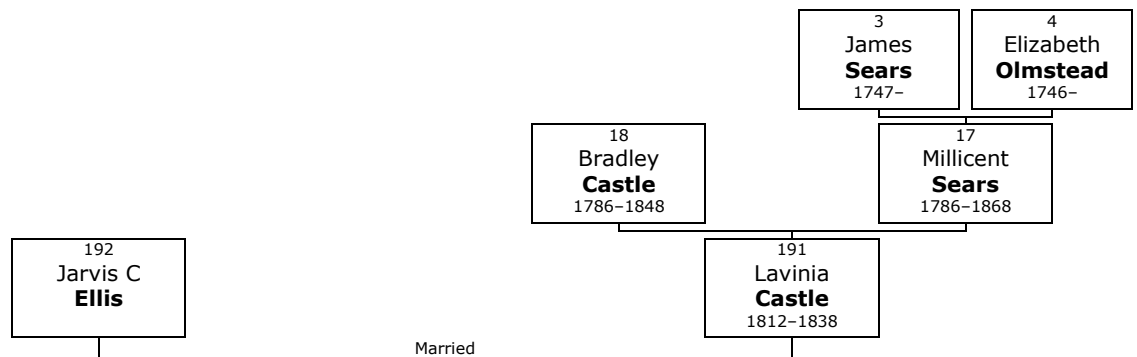 3
James
Sears
1747–
4
Elizabeth
Olmstead
1746–
18
Bradley
Castle
1786–1848
17
Millicent
Sears
1786–1868
192
Jarvis C
Ellis
191
Lavinia
Castle
1812–1838
Married